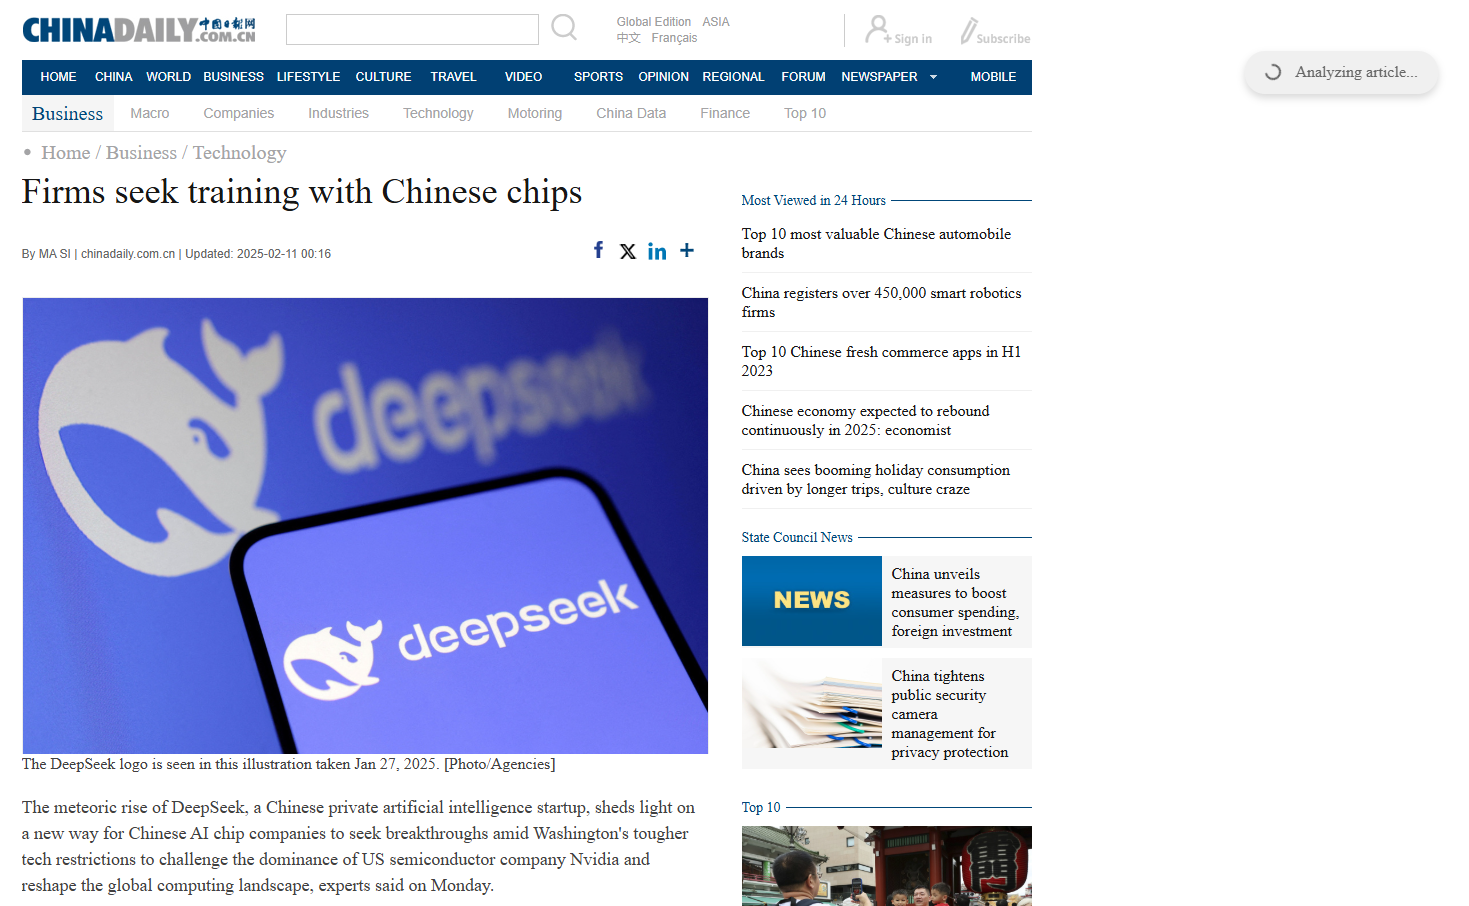 CHINADAILY 中国日报网
.COM.CN
Global Edition ASIA
中文 Français
Sign in
Subscribe
HOME CHINA WORLD BUSINESS LIFESTYLE CULTURE TRAVEL VIDEO SPORTS OPINION REGIONAL FORUM NEWSPAPER MOBILE
Business Macro Companies Industries Technology Motoring China Data Finance Top 10
Analyzing article...
• Home / Business / Technology
Firms seek training with Chinese chips
By MA SI | chinadaily.com.cn | Updated: 2025-02-11 00:16
deepseek
deepseek
The DeepSeek logo is seen in this illustration taken Jan 27, 2025. [Photo/Agencies]
The meteoric rise of DeepSeek, a Chinese private artificial intelligence startup, sheds light on
a new way for Chinese AI chip companies to seek breakthroughs amid Washington's tougher
tech restrictions to challenge the dominance of US semiconductor company Nvidia and
reshape the global computing landscape, experts said on Monday.
Most Viewed in 24 Hours
Top 10 most valuable Chinese automobile
brands
China registers over 450,000 smart robotics
firms
Top 10 Chinese fresh commerce apps in H1
2023
Chinese economy expected to rebound
continuously in 2025: economist
China sees booming holiday consumption
driven by longer trips, culture craze
State Council News
NEWS
China unveils
measures to boost
consumer spending,
foreign investment
China tightens
public security
camera
management for
privacy protection
Top 10